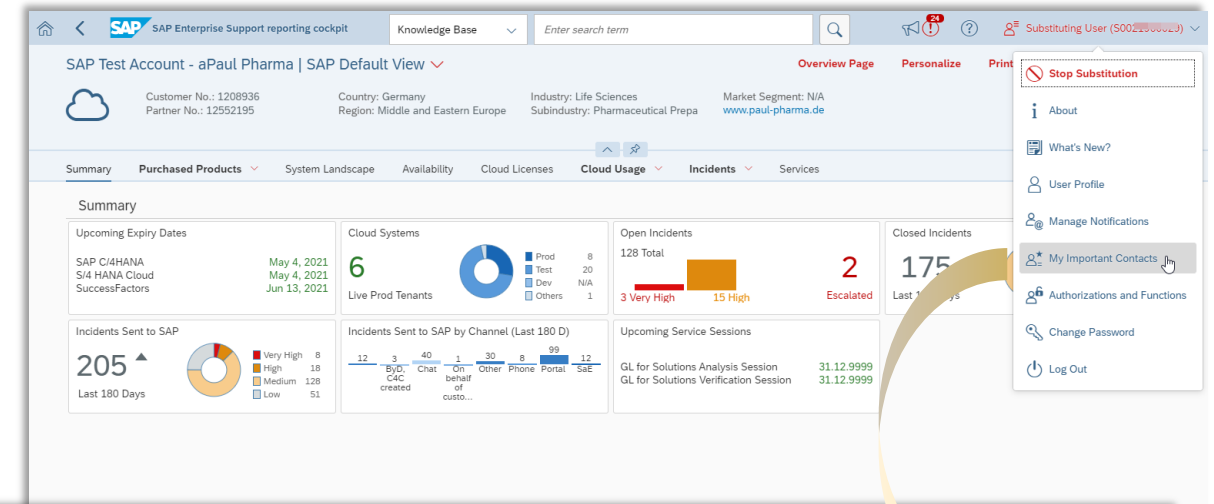 SAP SAP Enterprise Support reporting cockpit Knowledge Base Enter search term 24 Substituting User
SAP Test Account - aPaul Pharma | SAP Default View Overview Page Personalize Print
Customer No.: 1208936 Country: Germany Industry: Life Sciences Market Segment: N/A
Partner No.: 12552195 Region: Middle and Eastern Europe Subindustry: Pharmaceutical Prepa www.paul-pharma.de
Summary Purchased Products System Landscape Availability Cloud Licenses Cloud Usage Incidents Services
Stop Substitution
About
What's New?
User Profile
Manage Notifications
My Important Contacts
Authorizations and Functions
Change Password
Log Out
Summary
Upcoming Expiry Dates
SAP C/4HANA May 4, 2021
S/4 HANA Cloud May 4, 2021
SuccessFactors Jun 13, 2021
Cloud Systems
6
Live Prod Tenants
Prod 8
Test 20
Dev N/A
Others 1
Open Incidents
128 Total
3 Very High 15 High
2
Escalated
Closed Incidents
175
Incidents Sent to SAP
205
Last 180 Days
Very High 8
High 18
Medium 128
Low 51
Incidents Sent to SAP by Channel (Last 180 D)
12 3 40 1 30 8 99 12
ByD, Chat On Other Phone Portal SaE
C4C behalf
created of
custo...
Upcoming Service Sessions
GL for Solutions Analysis Session 31.12.9999
GL for Solutions Verification Session 31.12.9999